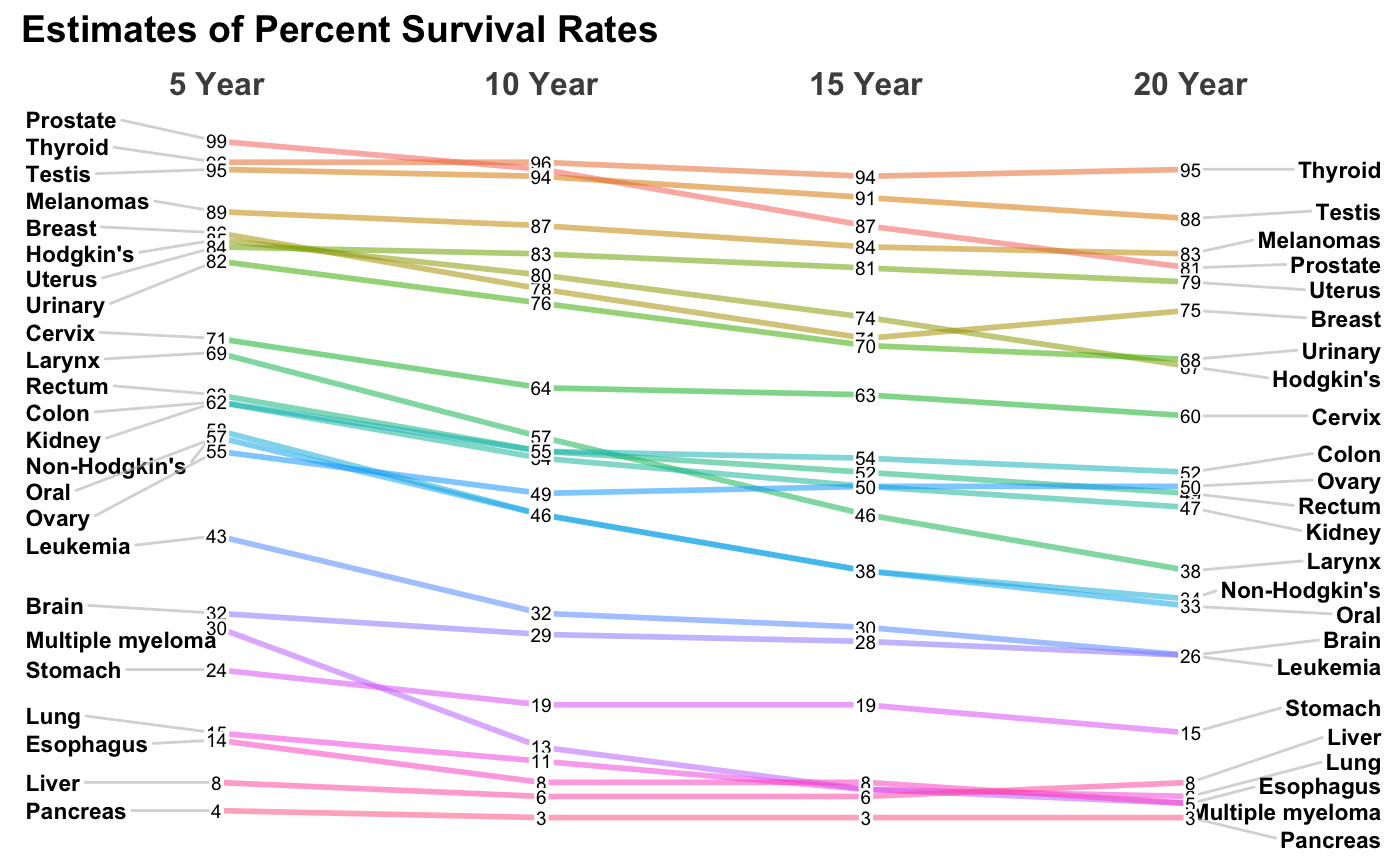 Estimates of Percent Survival Rates
5 Year 10 Year 15 Year 20 Year
Prostate
99
Thyroid
96 94 95 Thyroid
Testis 95 94
91
88 Testis
Melanomas 89 87 84 83 Melanomas
87 81 Prostate
Breast
Hodgkin's
84 83 81 79 Uterus
Uterus
80 74
78 75 Breast
Urinary 82 76 70 68 Urinary
Hodgkin's
Cervix 71 64 63 60 Cervix
Larynx 69 57 46 38 Larynx
Rectum
Colon 62 55 54 52 Colon
Kidney
52
50 50 Ovary
Rectum
47 Kidney
Non-Hodgkin's
57
Oral
46 38
Ovary 55 49
Non-Hodgkin's
33 Oral
Leukemia 43 32 30
Brain 32 29 28 26 Brain
Leukemia
Multiple myeloma 30 13
Stomach 24 19 19 15 Stomach
Lung 15 11
Esophagus 14 8 8
Liver 8 6 6 8 Liver
Lung
Esophagus
5 Multiple myeloma
Pancreas 4 3 3 3 Pancreas